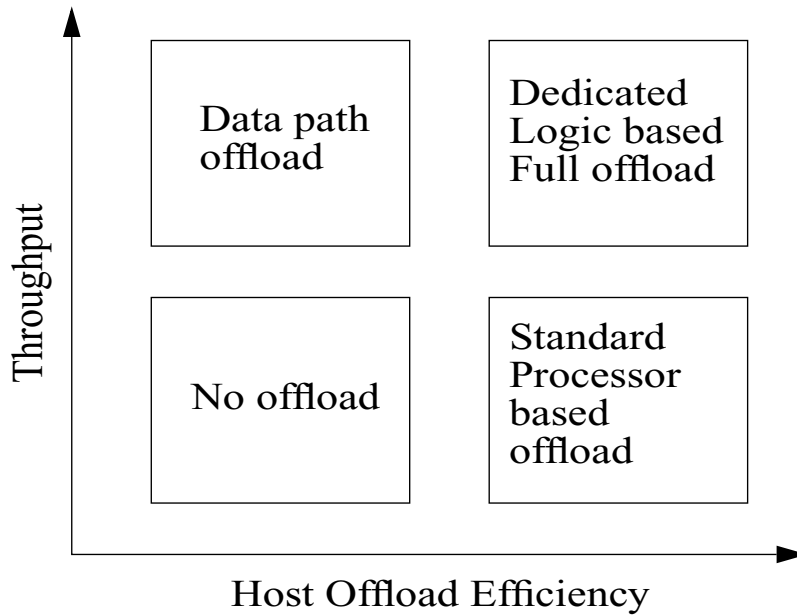 Throughput
Data path
offload
Dedicated
Logic based
Full offload
No offload
Standard
Processor
based
offload
Host Offload Efficiency